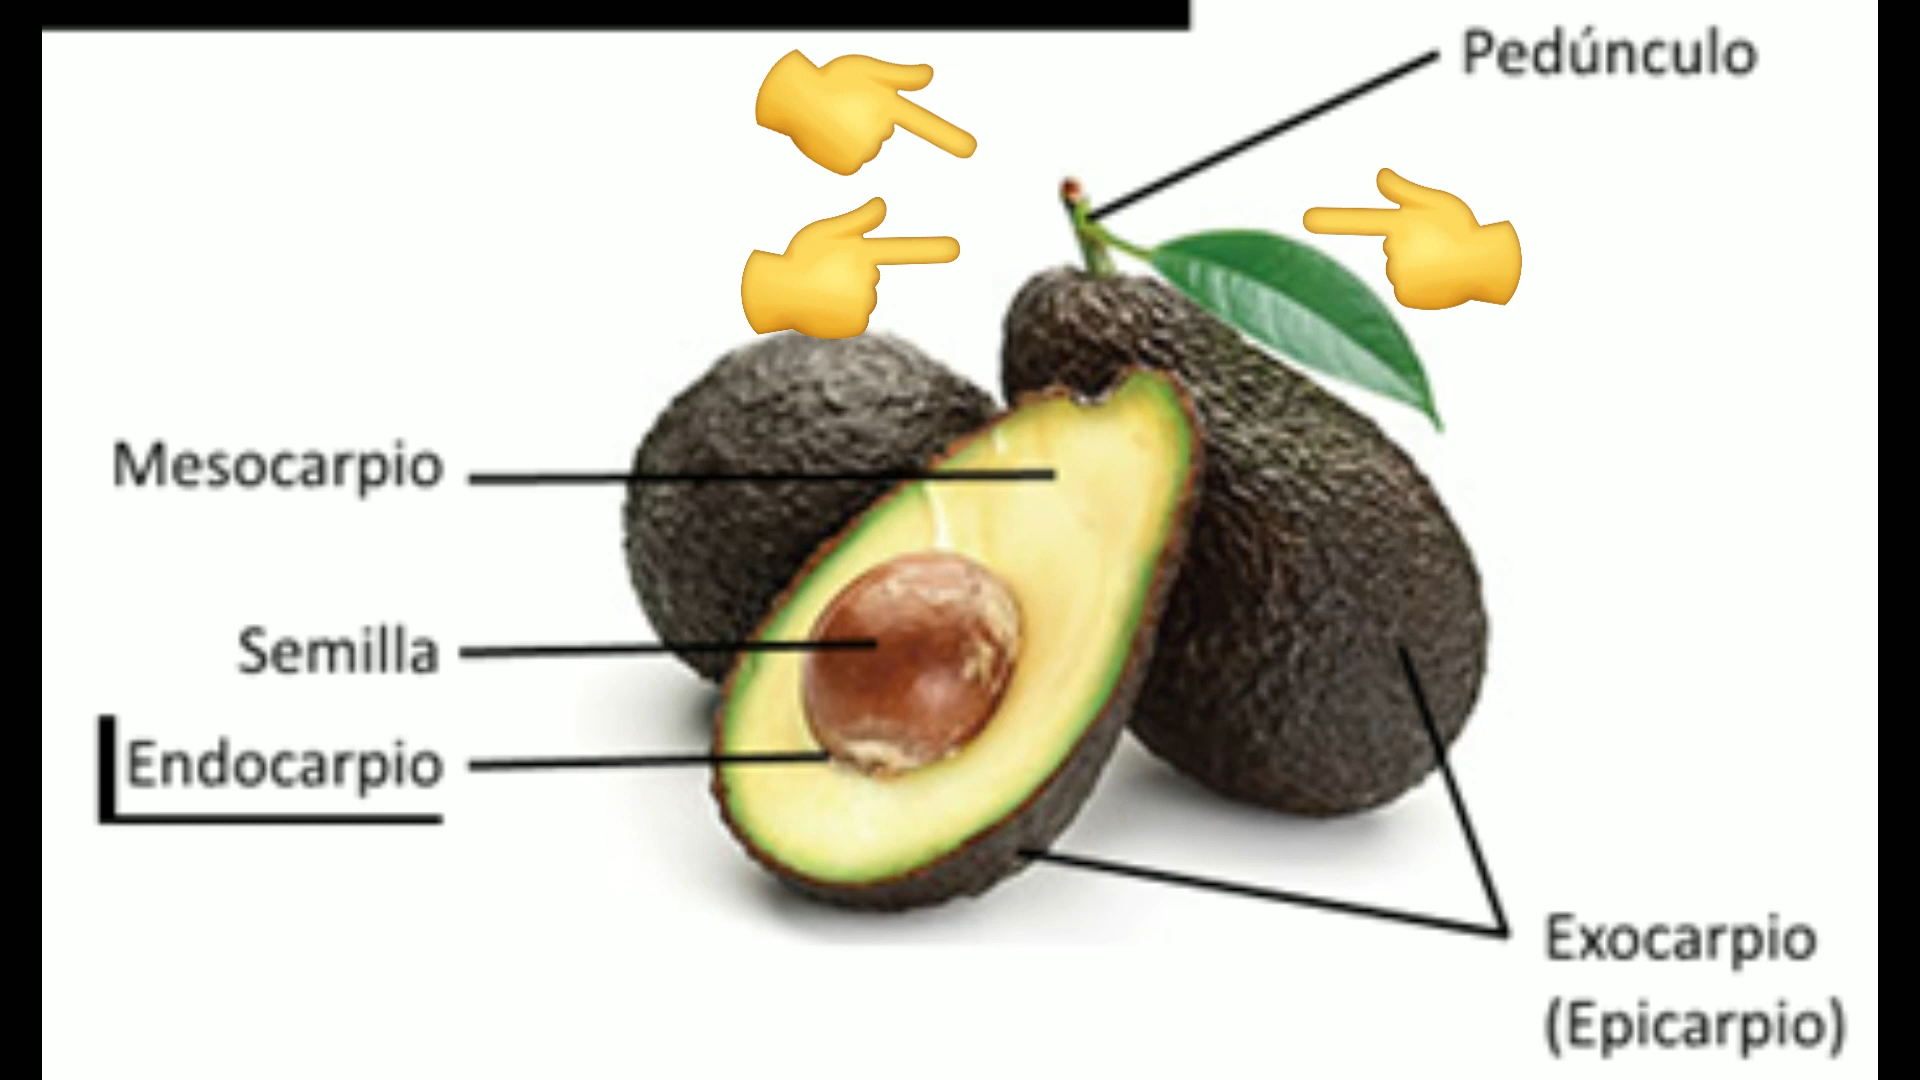 Pedúnculo
Mesocarpio
Semilla
Endocarpio
Exocarpio
(Epicarpio)